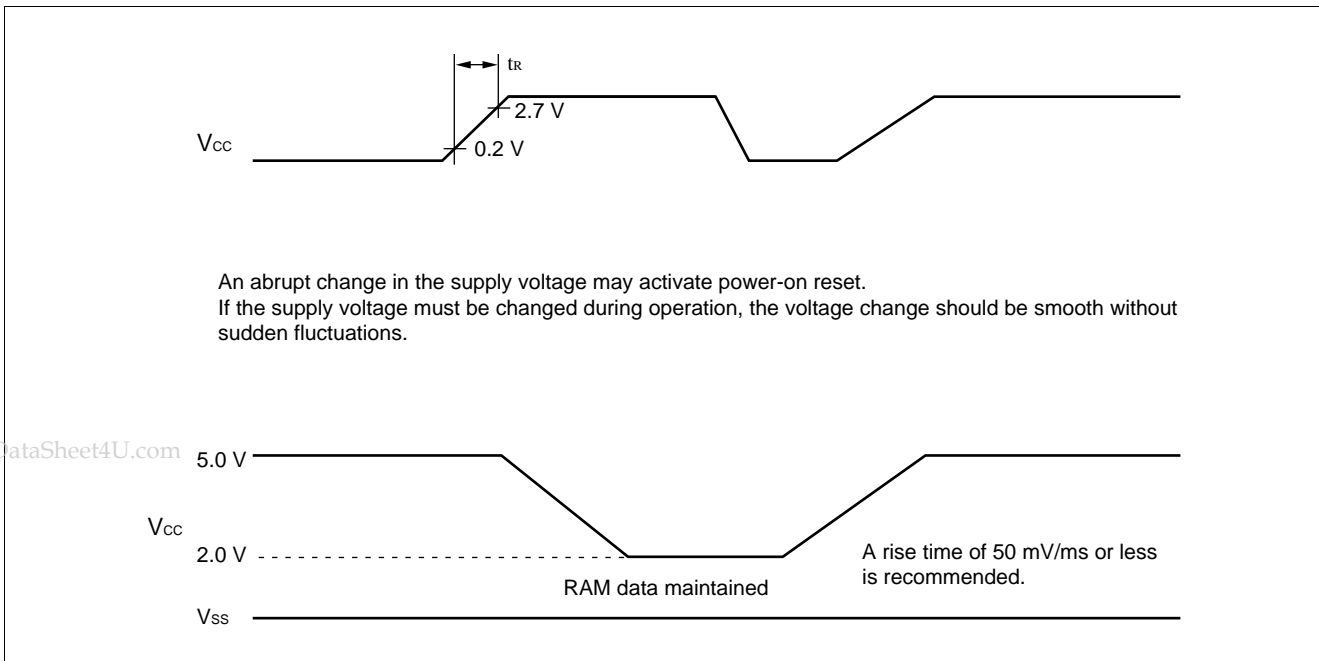 tR
2.7 V
VCC
0.2 V
An abrupt change in the supply voltage may activate power-on reset.
If the supply voltage must be changed during operation, the voltage change should be smooth without
sudden fluctuations.
DataSheet4U.com
5.0 V
VCC
2.0 V
A rise time of 50 mV/ms or less
is recommended.
RAM data maintained
VSS